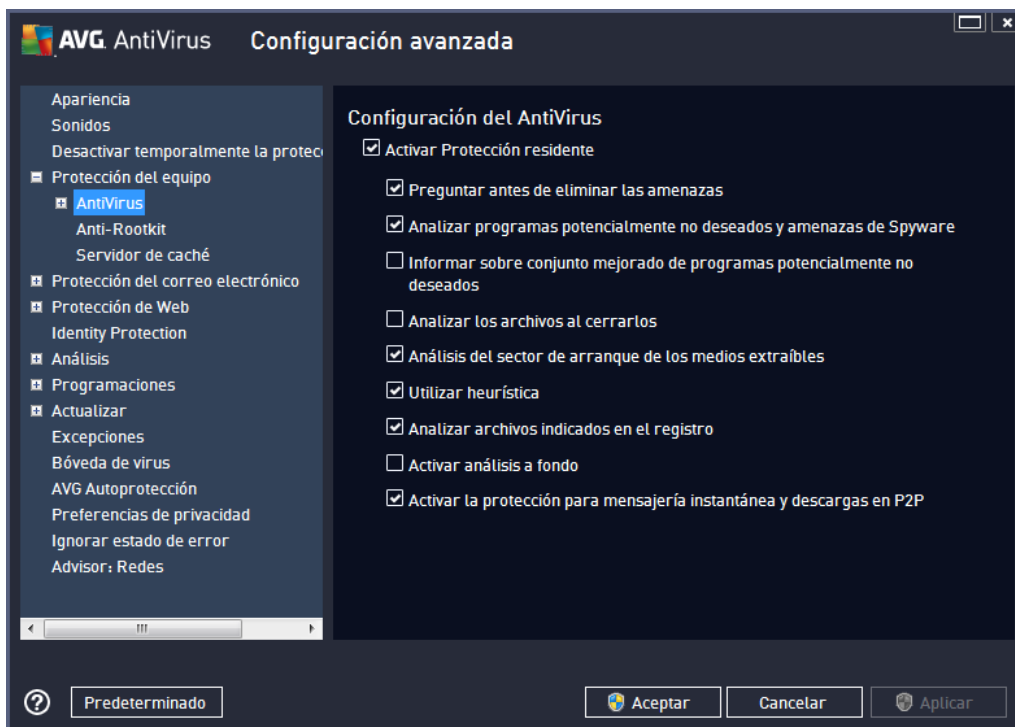 AVG AntiVirus Configuración avanzada
Apariencia
Sonidos
Desactivar temporalmente la protec
Protección del equipo
AntiVirus
Anti-Rootkit
Servidor de caché
Protección del correo electrónico
Protección de Web
Identity Protection
Análisis
Programaciones
Actualizar
Excepciones
Bóveda de virus
AVG Autoprotección
Preferencias de privacidad
Ignorar estado de error
Advisor: Redes
Configuración del AntiVirus
Activar Protección residente
Preguntar antes de eliminar las amenazas
Analizar programas potencialmente no deseados y amenazas de Spyware
Informar sobre conjunto mejorado de programas potencialmente no
deseados
Analizar los archivos al cerrarlos
Análisis del sector de arranque de los medios extraíbles
Utilizar heurística
Analizar archivos indicados en el registro
Activar análisis a fondo
Activar la protección para mensajería instantánea y descargas en P2P
Predeterminado
Aceptar
Cancelar
Aplicar